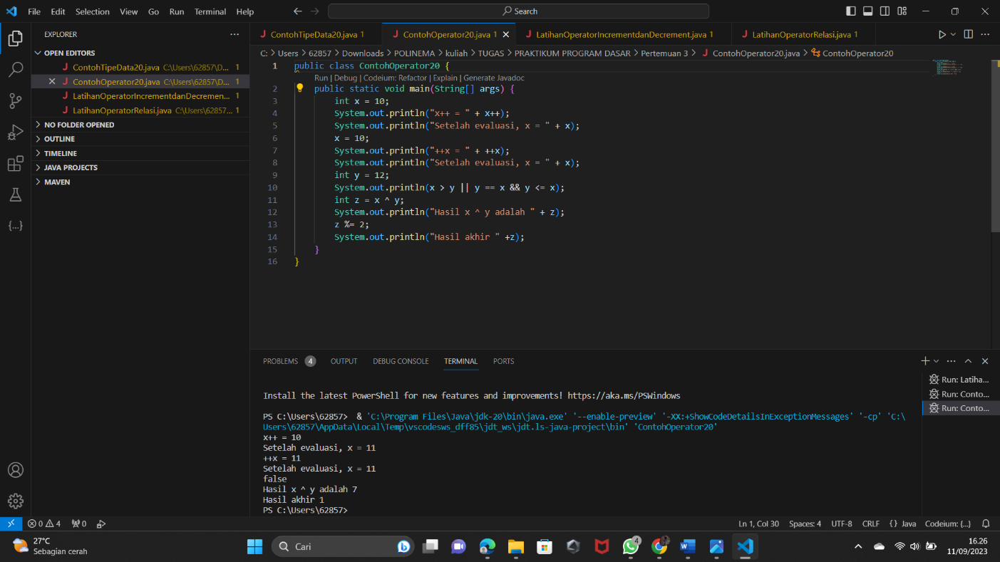 File Edit Selection View Go Run Terminal Help
Search
EXPLORER
OPEN EDITORS
ContohTipeData20.java C:\Users\62857\D... 1
ContohOperator20.java C:\Users\62857\D... 1
LatihanOperatorIncrementdanDecremen... 1
LatihanOperatorRelasi.java C:\Users\62857... 1
NO FOLDER OPENED
OUTLINE
TIMELINE
JAVA PROJECTS
MAVEN
ContohTipeData20.java 1
ContohOperator20.java 1
LatihanOperatorIncrementdanDecrement.java 1
LatihanOperatorRelasi.java 1
C: > Users > 62857 > Downloads > POLINEMA > kuliah > TUGAS > PRAKTIKUM PROGRAM DASAR > Pertemuan 3 > J ContohOperator20.java > ContohOperator20
1 public class ContohOperator20 {
Run | Debug | Codeium: Refactor | Explain | Generate Javadoc
2 public static void main(String[] args) {
3 int x = 10;
4 System.out.println("x++ = " + x++);
5 System.out.println("Setelah evaluasi, x = " + x);
6 x = 10;
7 System.out.println("++x = " + ++x);
8 System.out.println("Setelah evaluasi, x = " + x);
9 int y = 12;
10 System.out.println(x > y || y == x && y <= x);
11 int z = x ^ y;
12 System.out.println("Hasil x ^ y adalah " + z);
13 z %= 2;
14 System.out.println("Hasil akhir " +z);
15 }
16 }
PROBLEMS 4 OUTPUT DEBUG CONSOLE TERMINAL PORTS
Install the latest PowerShell for new features and improvements! https://aka.ms/PSWindows
PS C:\Users\62857> & 'C:\Program Files\Java\jdk-20\bin\java.exe' '--enable-preview' '-XX:+ShowCodeDetailsInExceptionMessages' '-cp' 'C:\
Users\62857\AppData\Local\Temp\vscodesws_dff85\jdt_ws\jdt.ls-java-project\bin' 'ContohOperator20'
x++ = 10
Setelah evaluasi, x = 11
++x = 11
Setelah evaluasi, x = 11
false
Hasil x ^ y adalah 7
Hasil akhir 1
PS C:\Users\62857>
Run: Latiha...
Run: Conto...
Run: Conto...
0 4 0 Ln 1, Col 30 Spaces: 4 UTF-8 CRLF {} Java Codeium: {...}
27°C
Sebagian cerah
Cari
4
16.26
11/09/2023